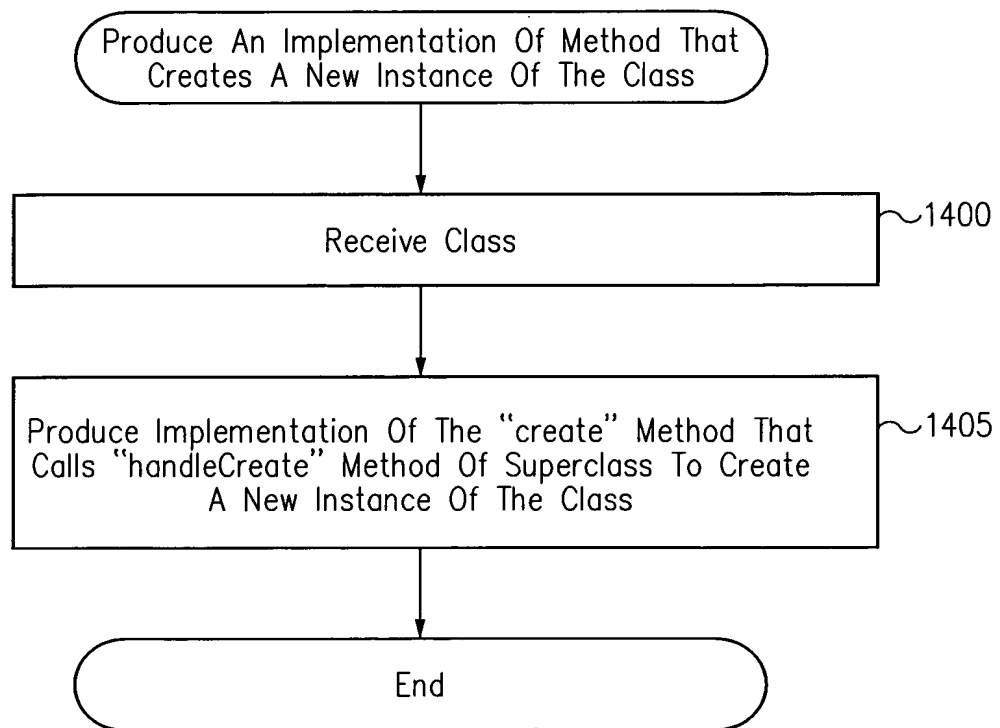 Produce An Implementation Of Method That
Creates A New Instance Of The Class
Receive Class
1400
Produce Implementation Of The “create” Method That
Calls “handleCreate” Method Of Superclass To Create
A New Instance Of The Class
1405
End